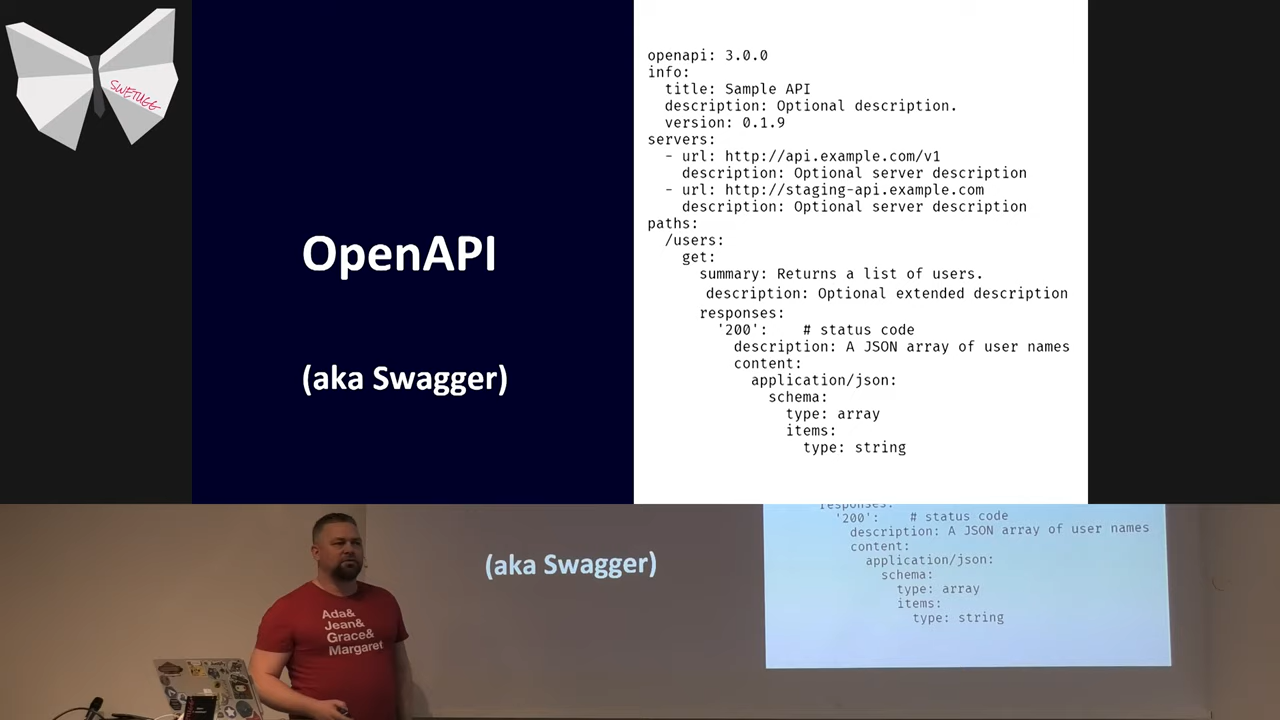 SWETUGG
OpenAPI
(aka Swagger)
openapi: 3.0.0
info:
title: Sample API
description: Optional description.
version: 0.1.9
servers:
- url: http://api.example.com/v1
description: Optional server description
- url: http://staging-api.example.com
description: Optional server description
paths:
/users:
get:
summary: Returns a list of users.
description: Optional extended description
responses:
'200': # status code
description: A JSON array of user names
content:
application/json:
schema:
type: array
items:
type: string
(aka Swagger)
responses:
'200': # status code
description: A JSON array of user names
content:
application/json:
schema:
type: array
items:
type: string
Ada&
Jean&
Grace&
Margaret